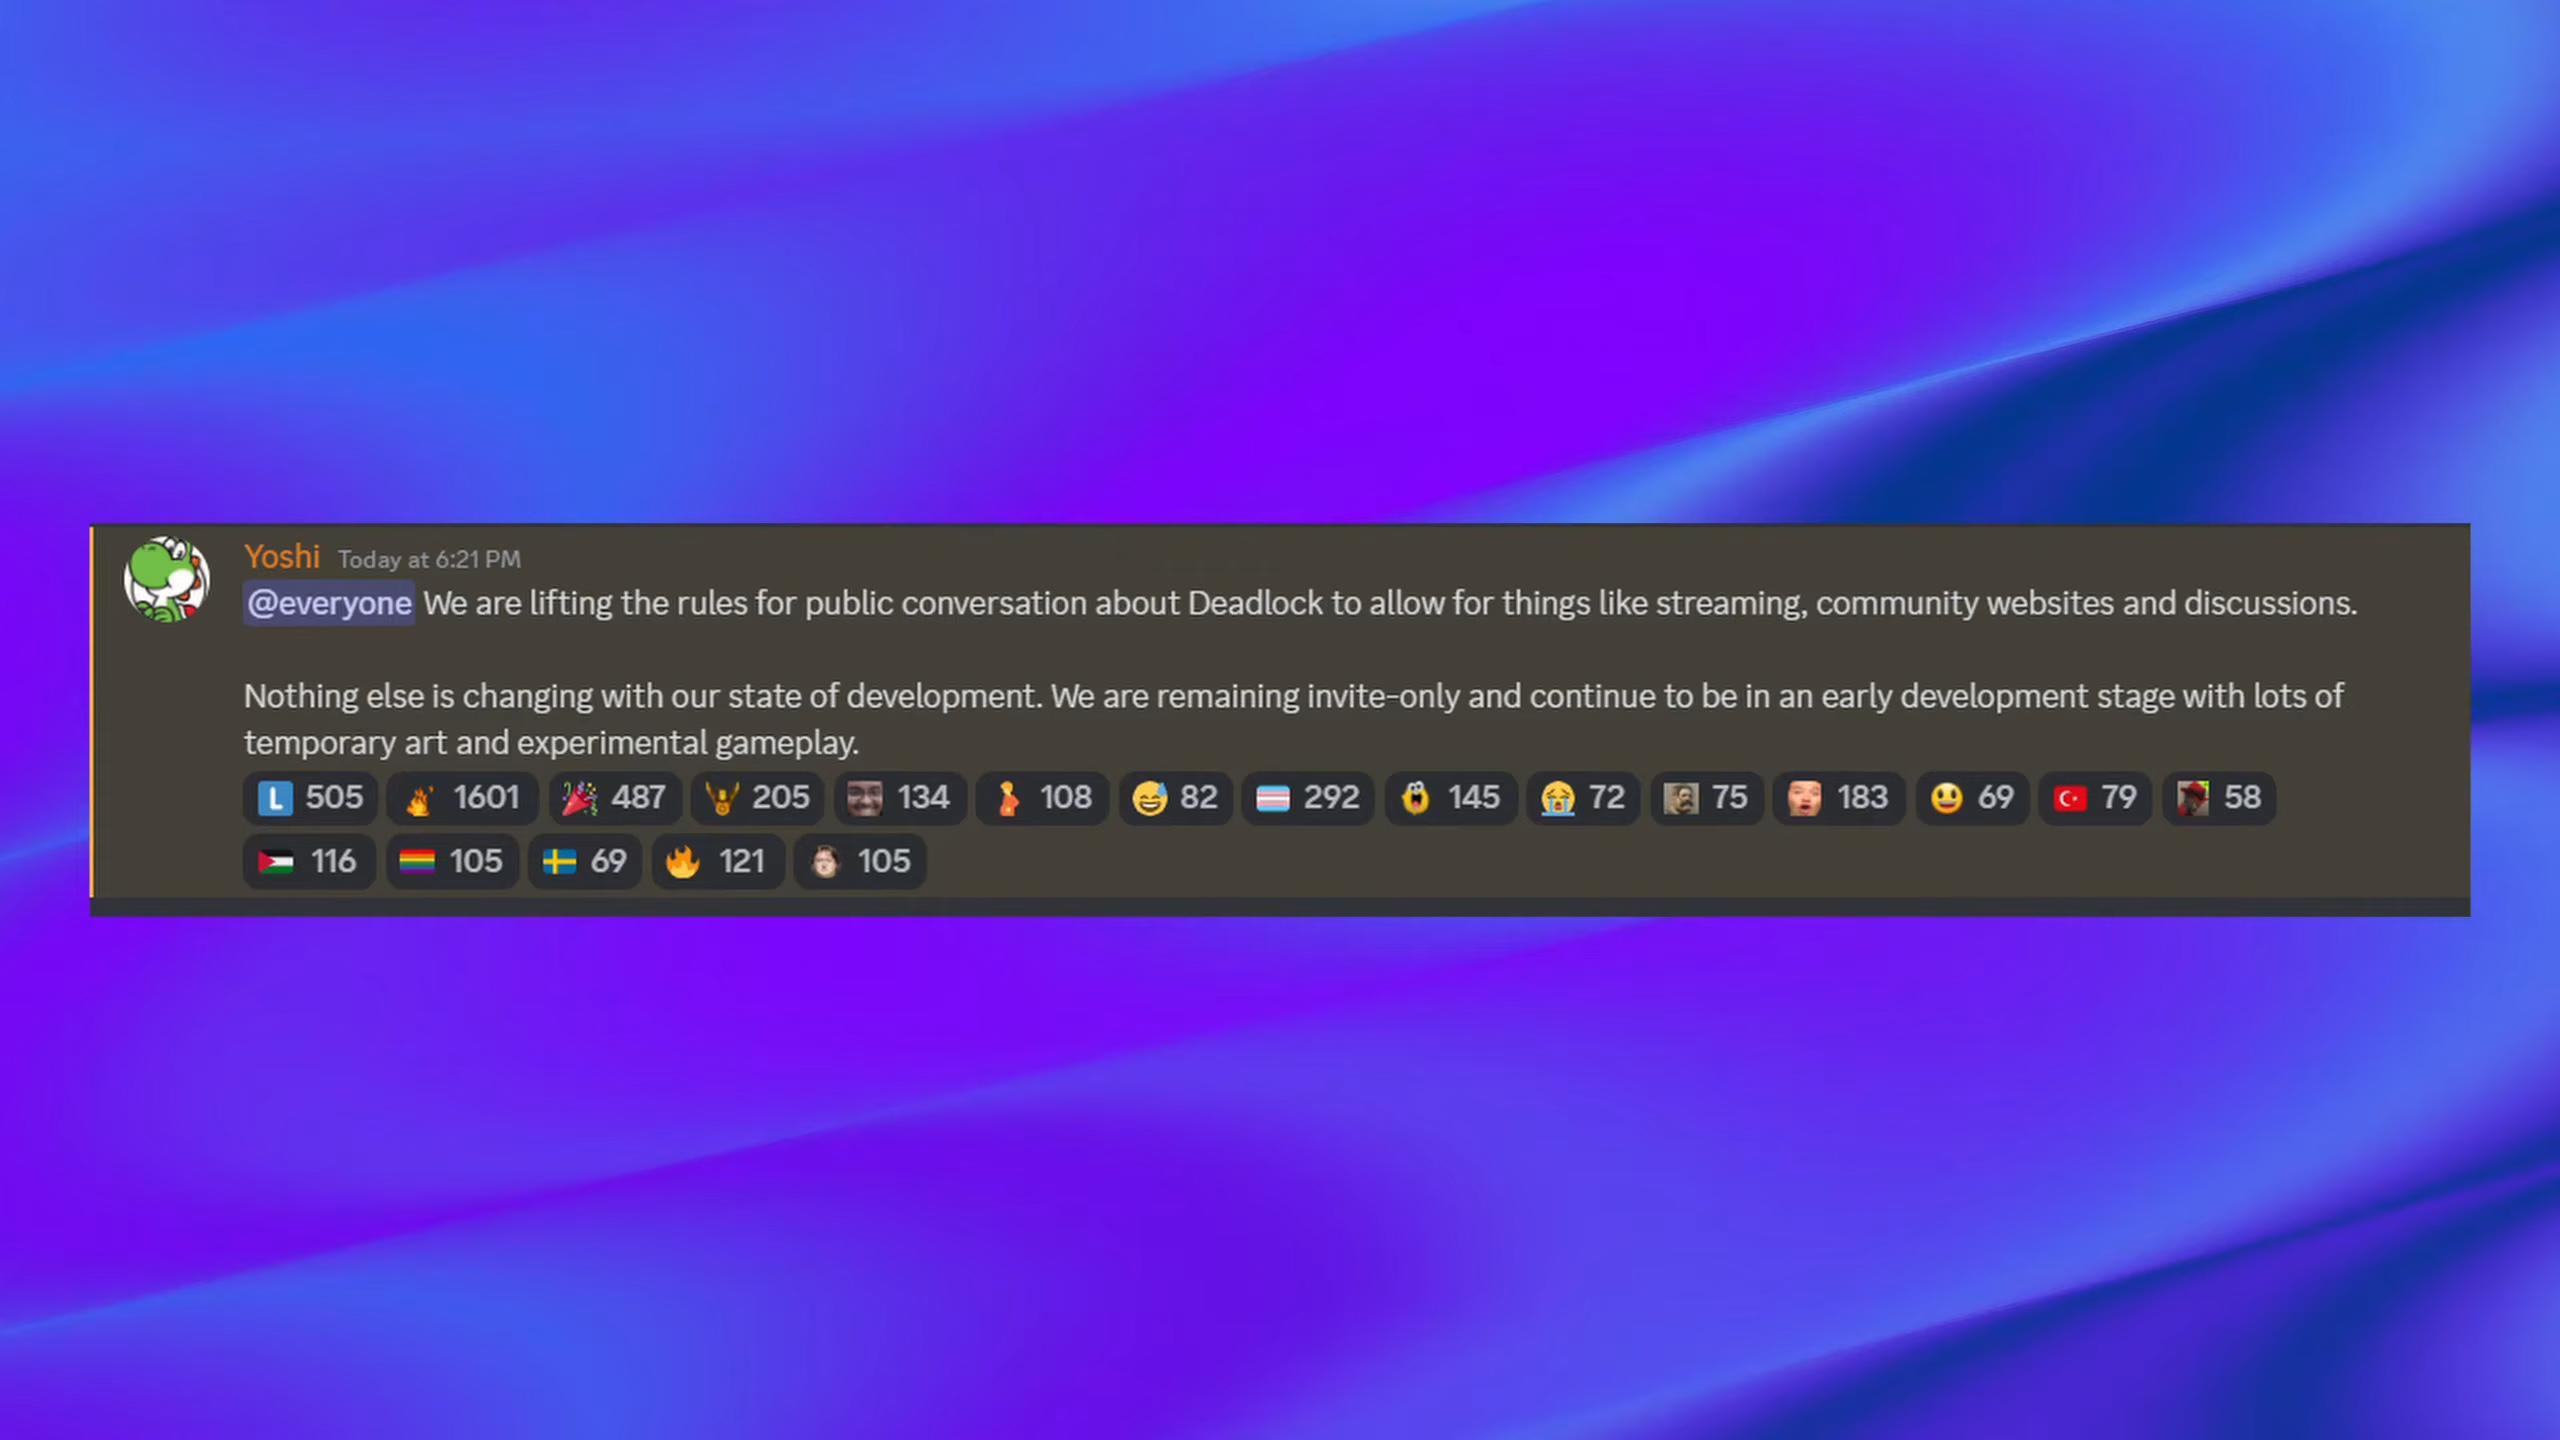 Yoshi Today at 6:21 PM
@everyone We are lifting the rules for public conversation about Deadlock to allow for things like streaming, community websites and discussions.
Nothing else is changing with our state of development. We are remaining invite-only and continue to be in an early development stage with lots of
temporary art and experimental gameplay.
L 505 1601 487 205 134 108 82 292 145 72 75 183 69 79 58
116 105 69 121 105